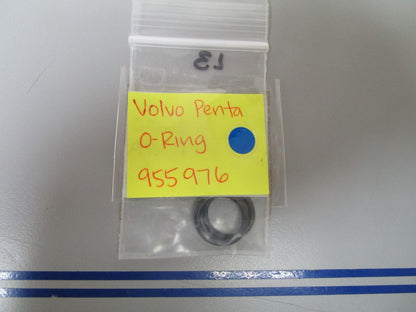 L3
Volvo Penta
O-Ring
955976